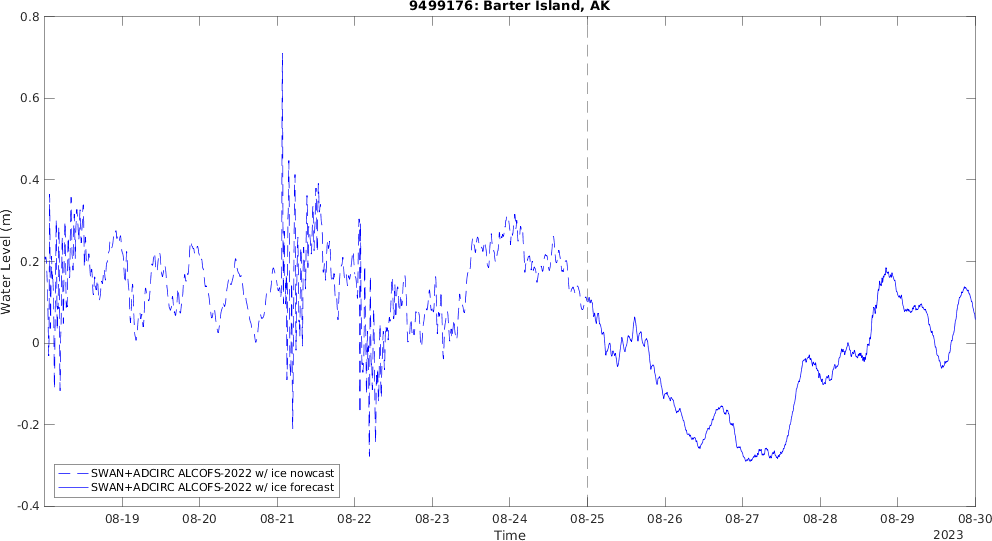 9499176: Barter Island, AK
0.8
0.6
0.4
0.2
0
-0.2
-0.4
Water Level (m)
SWAN+ADCIRC ALCOFS-2022 w/ ice nowcast
SWAN+ADCIRC ALCOFS-2022 w/ ice forecast
08-19 08-20 08-21 08-22 08-23 08-24 08-25 08-26 08-27 08-28 08-29 08-30
Time
2023